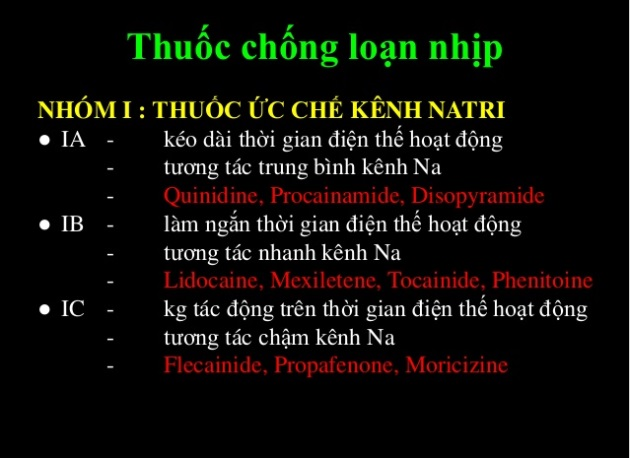 Thuốc chống loạn nhịp
NHÓM I : THUỐC ỨC CHẾ KÊNH NATRI
● IA - kéo dài thời gian điện thế hoạt động
- tương tác trung bình kênh Na
- Quinidine, Procainamide, Disopyramide
● IB - làm ngắn thời gian điện thế hoạt động
- tương tác nhanh kênh Na
- Lidocaine, Mexiletene, Tocainide, Phenitoine
● IC - kg tác động trên thời gian điện thế hoạt động
- tương tác chậm kênh Na
- Flecainide, Propafenone, Moricizine